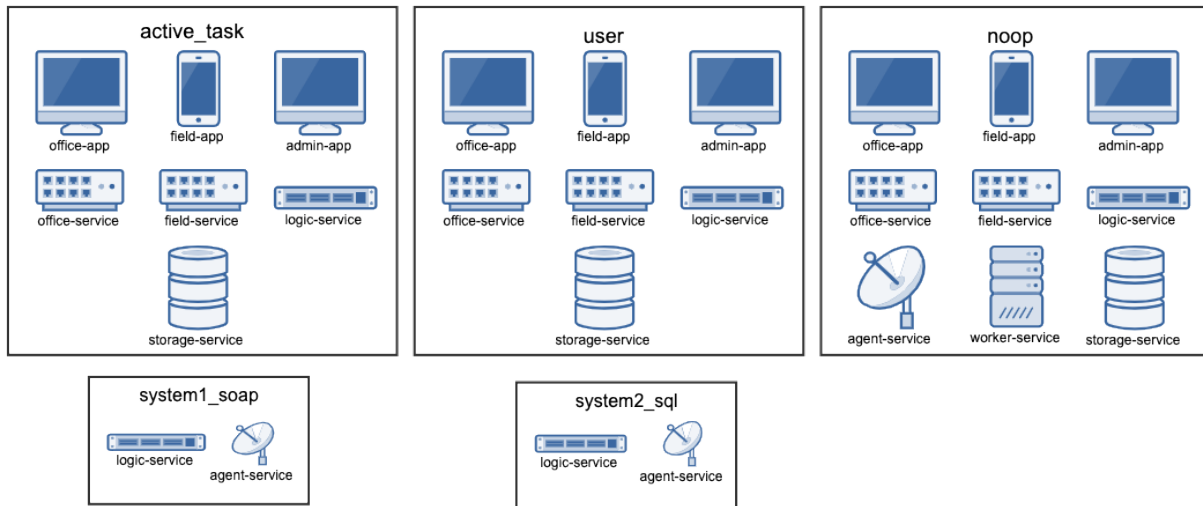 active_task
office-app
field-app
admin-app
office-service
field-service
logic-service
storage-service
user
office-app
field-app
admin-app
office-service
field-service
logic-service
storage-service
noop
office-app
field-app
admin-app
office-service
field-service
logic-service
agent-service
worker-service
storage-service
system1_soap
logic-service
agent-service
system2_sql
logic-service
agent-service